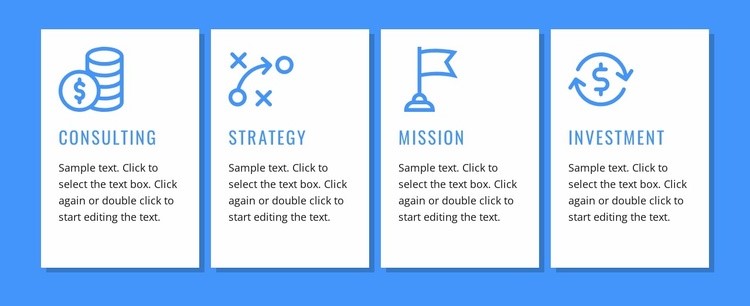 CONSULTING
Sample text. Click to
select the text box. Click
again or double click to
start editing the text.
STRATEGY
Sample text. Click to
select the text box. Click
again or double click to
start editing the text.
MISSION
Sample text. Click to
select the text box. Click
again or double click to
start editing the text.
INVESTMENT
Sample text. Click to
select the text box. Click
again or double click to
start editing the text.